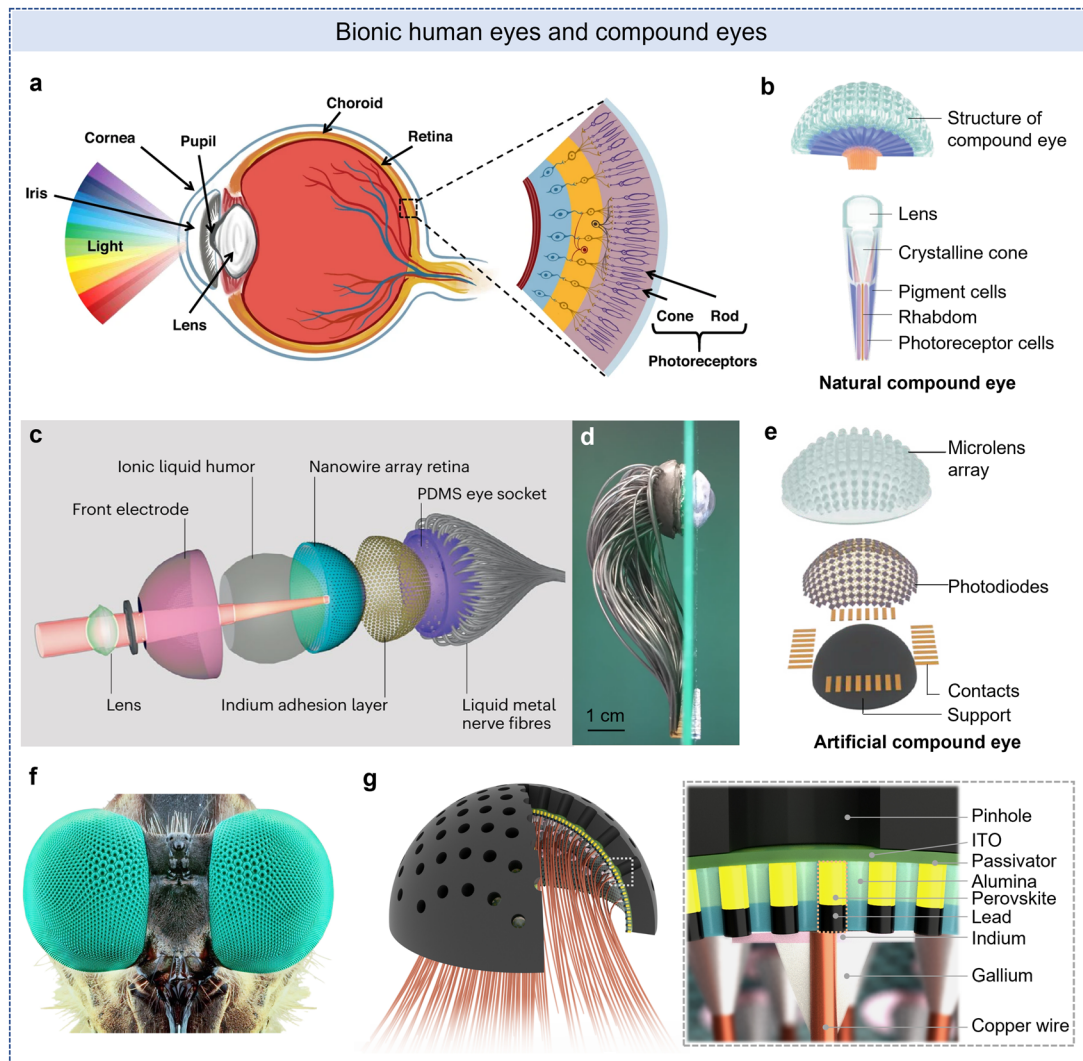 Bionic human eyes and compound eyes
a
Choroid
Cornea
Pupil
Retina
Iris
Light
Lens
Cone Rod
Photoreceptors
b
Structure of
compound eye
Lens
Crystalline cone
Pigment cells
Rhabdom
Photoreceptor cells
Natural compound eye
c
Ionic liquid humor
Nanowire array retina
Front electrode
PDMS eye socket
Lens
Indium adhesion layer
Liquid metal
nerve fibres
d
1 cm
e
Microlens
array
Photodiodes
Contacts
Support
Artificial compound eye
f
g
Pinhole
ITO
Passivator
Alumina
Perovskite
Lead
Indium
Gallium
Copper wire